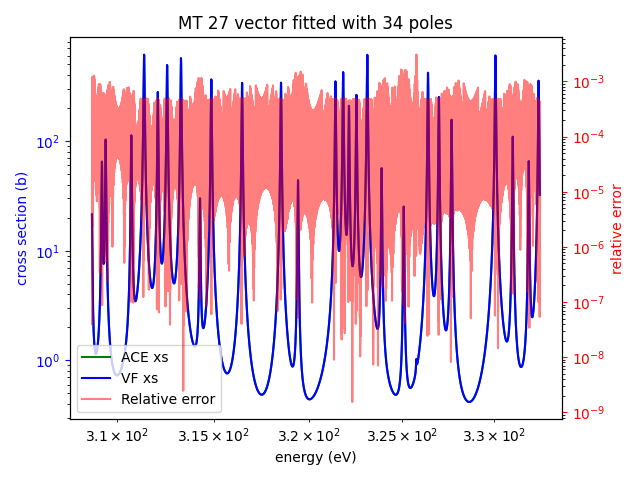 MT 27 vector fitted with 34 poles
cross section (b)
10²
10¹
10⁰
10⁻³
10⁻⁴
10⁻⁵
10⁻⁶
10⁻⁷
10⁻⁸
10⁻⁹
relative error
ACE xs
VF xs
Relative error
3.1 × 10² 3.15 × 10² 3.2 × 10² 3.25 × 10² 3.3 × 10²
energy (eV)